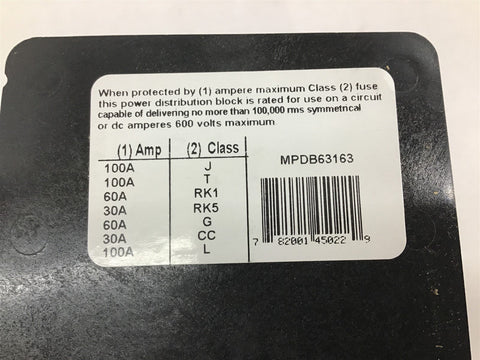 When protected by (1) ampere maximum Class (2) fuse
this power distribution block is rated for use on a circuit
capable of delivering no more than 100,000 rms symmetrical
or dc amperes 600 volts maximum.
(1) Amp (2) Class
100A J
100A T
60A RK1
30A RK5
60A G
30A CC
100A L
MPDB63163
7 82001 45022 9